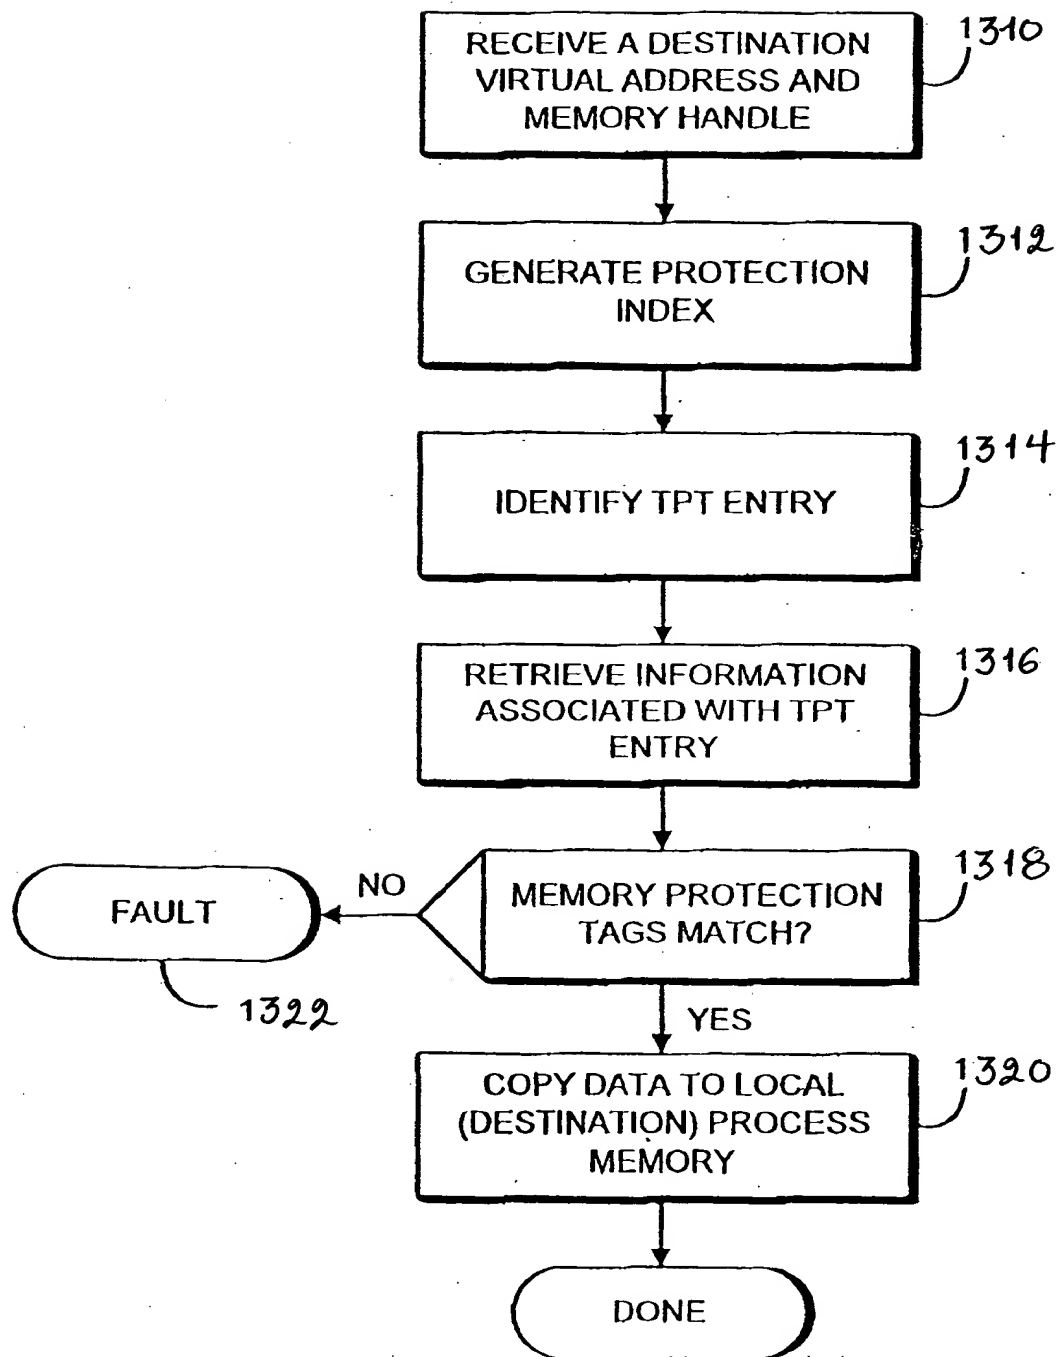 RECEIVE A DESTINATION
VIRTUAL ADDRESS AND
MEMORY HANDLE
1310
GENERATE PROTECTION
INDEX
1312
IDENTIFY TPT ENTRY
1314
RETRIEVE INFORMATION
ASSOCIATED WITH TPT
ENTRY
1316
MEMORY PROTECTION
TAGS MATCH?
1318
NO
FAULT
1322
YES
COPY DATA TO LOCAL
(DESTINATION) PROCESS
MEMORY
1320
DONE